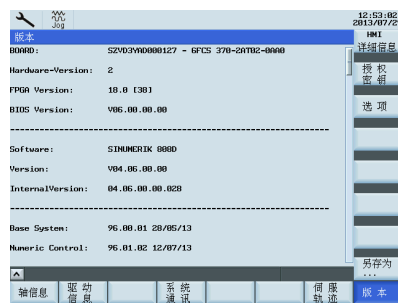 Jog
12:53:02
2013/07/2
版本
HMI
详细信息
BOARD: SZVD3YAD000127 - 6FC5 370-2AT02-0AA0
Hardware-Version: 2
FPGA Version: 18.0 [38]
BIOS Version: V06.00.00.00
授权
密钥
选项
Software: SINUMERIK 808D
Version: V04.06.00.00
InternalVersion: 04.06.00.00.028
Base System: 96.00.01 28/05/13
Numeric Control: 96.01.02 12/07/13
另存为
...
轴信息
驱动
信息
系统
通讯
伺服
轨迹
版本